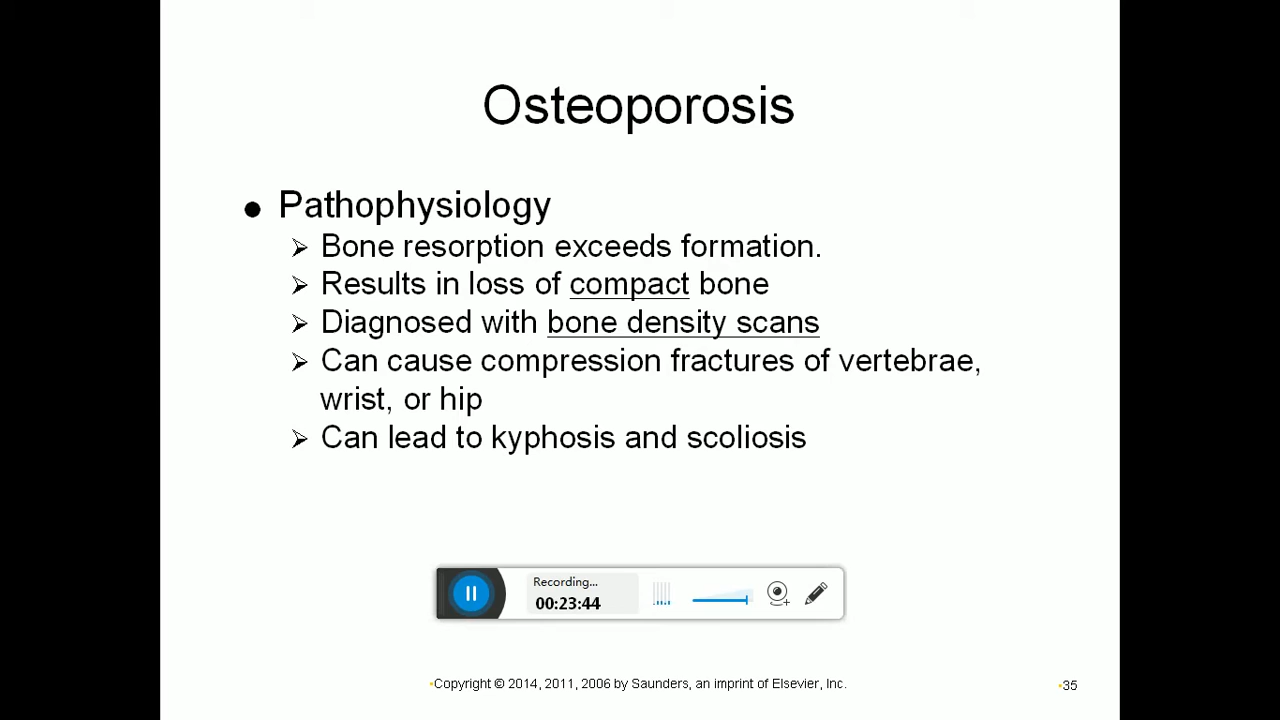 Osteoporosis
● Pathophysiology
➢ Bone resorption exceeds formation.
➢ Results in loss of compact bone
➢ Diagnosed with bone density scans
➢ Can cause compression fractures of vertebrae,
wrist, or hip
➢ Can lead to kyphosis and scoliosis
Recording...
00:23:44
•Copyright © 2014, 2011, 2006 by Saunders, an imprint of Elsevier, Inc.
•35